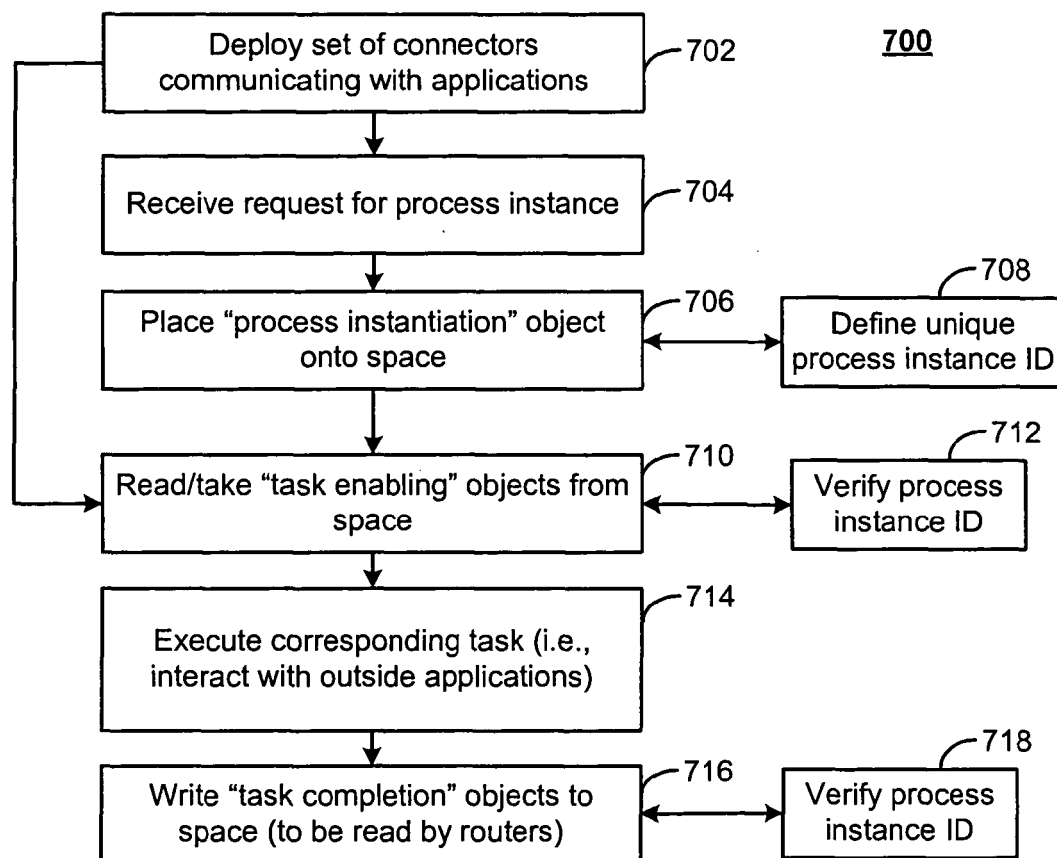 Deploy set of connectors
communicating with applications
702
700
Receive request for process instance
704
Place “process instantiation” object
onto space
706
708
Define unique
process instance ID
Read/take “task enabling” objects from
space
710
712
Verify process
instance ID
714
Execute corresponding task (i.e.,
interact with outside applications)
Write “task completion” objects to
space (to be read by routers)
716
718
Verify process
instance ID